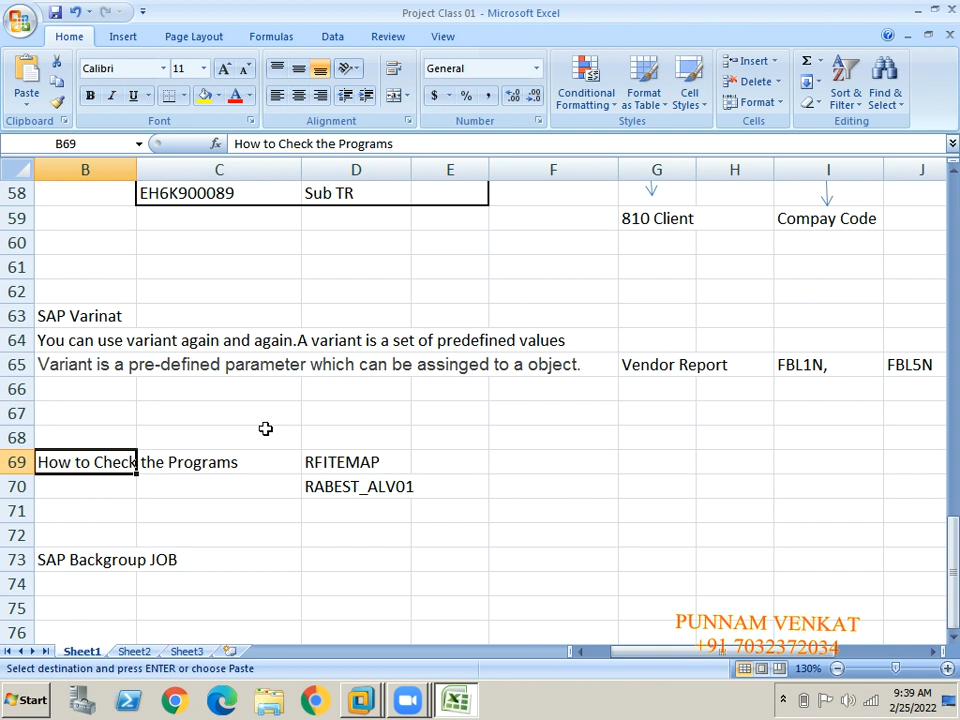 Project Class 01 - Microsoft Excel
Home Insert Page Layout Formulas Data Review View
Paste
Clipboard
Calibri 11
B I U
Font
Alignment
General
$ % ,
Number
Conditional Formatting
Format as Table
Cell Styles
Styles
Insert
Delete
Format
Cells
Sort & Filter
Find & Select
Editing
B69 fx How to Check the Programs
B C D E F G H I J
58 EH6K900089 Sub TR
59 810 Client Compay Code
60
61
62
63 SAP Varinat
64 You can use variant again and again.A variant is a set of predefined values
65 Variant is a pre-defined parameter which can be assinged to a object. Vendor Report FBL1N, FBL5N
66
67
68
69 How to Check the Programs RFITEMAP
70 RABEST_ALV01
71
72
73 SAP Backgroup JOB
74
75
76
PUNNAM VENKAT
+91 7032372034
Sheet1 Sheet2 Sheet3
Select destination and press ENTER or choose Paste 130%
Start
9:39 AM
2/25/2022